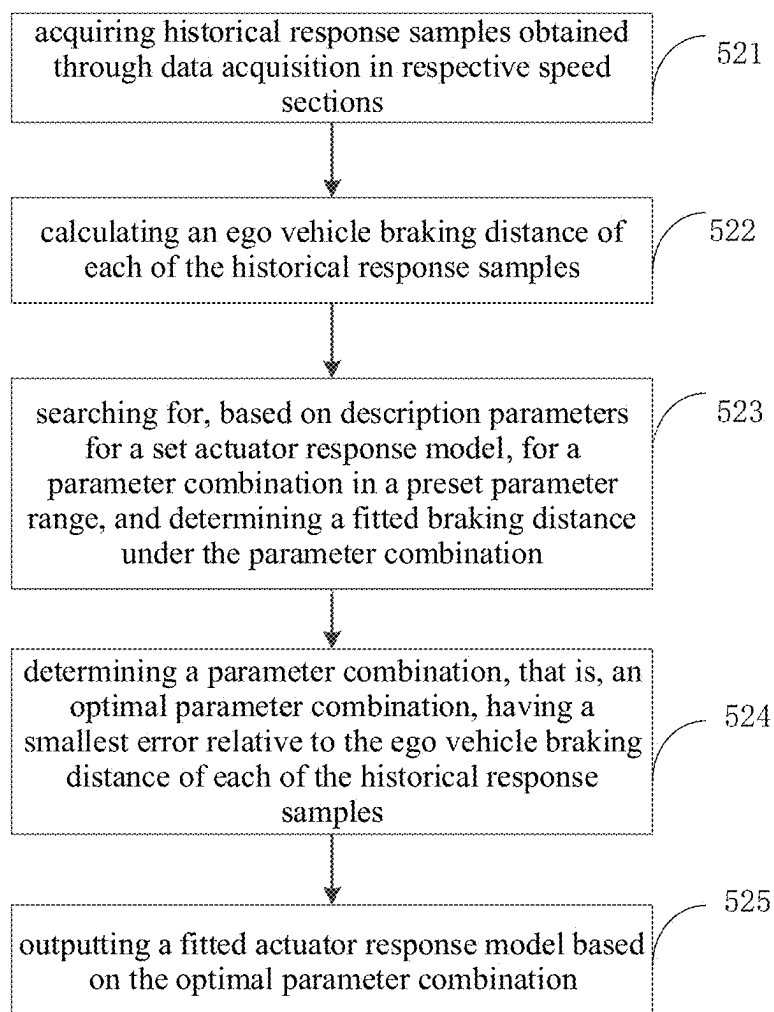 acquiring historical response samples obtained
through data acquisition in respective speed
sections
521
calculating an ego vehicle braking distance of
each of the historical response samples
522
searching for, based on description parameters
for a set actuator response model, for a
parameter combination in a preset parameter
range, and determining a fitted braking distance
under the parameter combination
523
determining a parameter combination, that is, an
optimal parameter combination, having a
smallest error relative to the ego vehicle braking
distance of each of the historical response
samples
524
outputting a fitted actuator response model based
on the optimal parameter combination
525